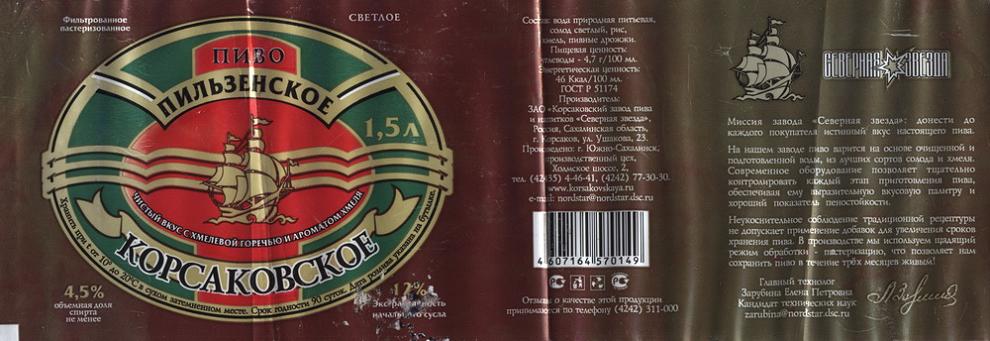 Фильтрованное
пастеризованное
СВЕТЛОЕ
ПИВО
ПИЛЬЗЕНСКОЕ
1,5 л
ЧИСТЫЙ ВКУС С ХМЕЛЕВОЙ ГОРЕЧЬЮ И АРОМАТОМ ХМЕЛЯ
КОРСАКОВСКОЕ
Хранить при t от 10° до 20°С в сухом затемненном месте. Срок годности 90 суток. Дата розлива указана на бутылке.
4,5%
объемная доля
спирта
не менее
12%
Экстрактивность
начального сусла
Состав: вода природная питьевая,
солод светлый, рис,
хмель, пивные дрожжи.
Пищевая ценность:
углеводы - 4,7 г/100 мл.
Энергетическая ценность:
46 Ккал/100 мл.
ГОСТ Р 51174
Производитель:
ЗАО «Корсаковский завод пива
и напитков «Северная звезда».
Россия, Сахалинская область,
г. Корсаков, ул. Ушакова, 23.
Произведено: г. Южно-Сахалинск,
производственный цех,
Холмское шоссе, 2,
тел. (42435) 4-46-41, (4242) 77-30-30.
www.korsakovskaya.ru
e-mail: nordstar@nordstar.dsc.ru
4 607164 570149
Отзывы о качестве этой продукции
принимаются по телефону (4242) 311-000
СЕВЕРНАЯ ЗВЕЗДА
Миссия завода «Северная звезда»: донести до
каждого покупателя истинный вкус настоящего пива.
На нашем заводе пиво варится на основе очищенной и
подготовленной воды, из лучших сортов солода и хмеля.
Современное оборудование позволяет тщательно
контролировать каждый этап приготовления пива,
обеспечивая ему выразительную вкусовую палитру и
хороший показатель пеностойкости.
Неукоснительное соблюдение традиционной рецептуры
не допускает применение добавок для увеличения сроков
хранения пива. В производстве мы используем щадящий
режим обработки - пастеризацию, что позволяет нам
сохранить пиво в течение трёх месяцев живым!
Главный технолог
Зарубина Елена Петровна
Кандидат технических наук
zarubina@nordstar.dsc.ru